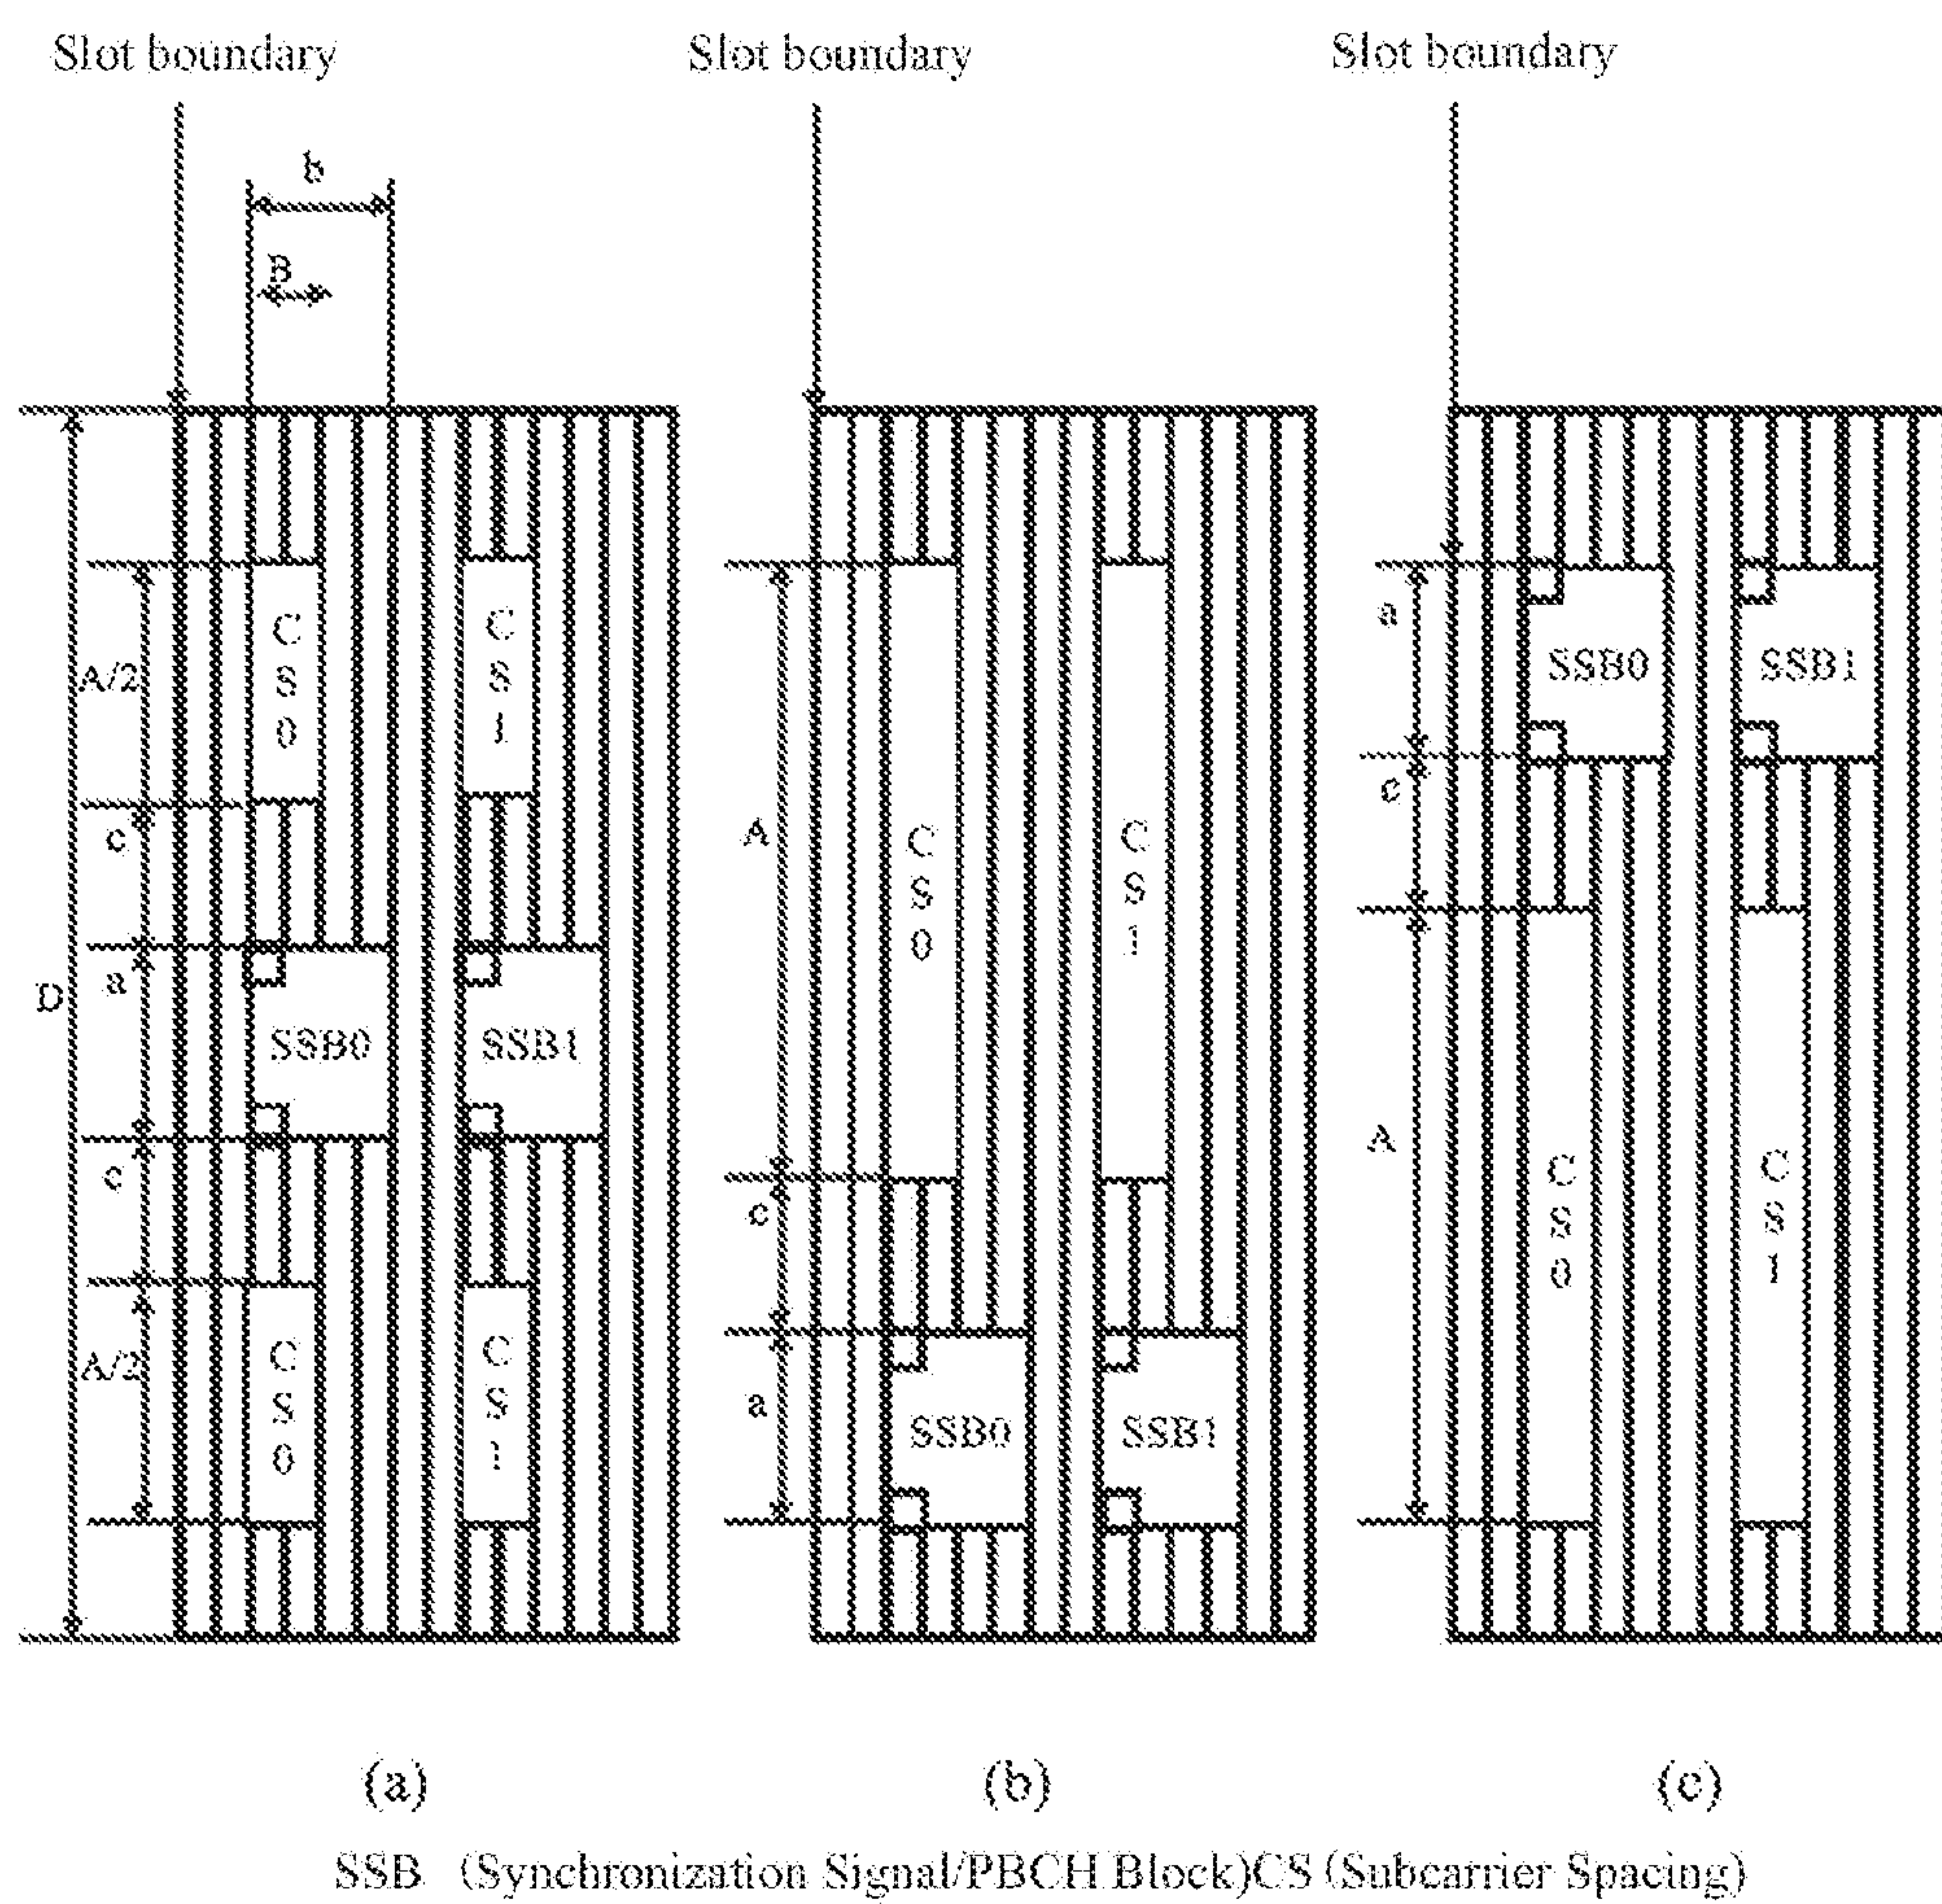 Slot boundary Slot boundary Slot boundary
b
B
A/2
c
a
D
c
A/2
C
S
0
C
S
1
SSB0 SSB1
C
S
0
C
S
1
(a)
A
c
a
C
S
0
C
S
1
SSB0 SSB1
(b)
a
c
A
SSB0 SSB1
C
S
0
C
S
1
(c)
SSB (Synchronization Signal/PBCH Block)CS (Subcarrier Spacing)